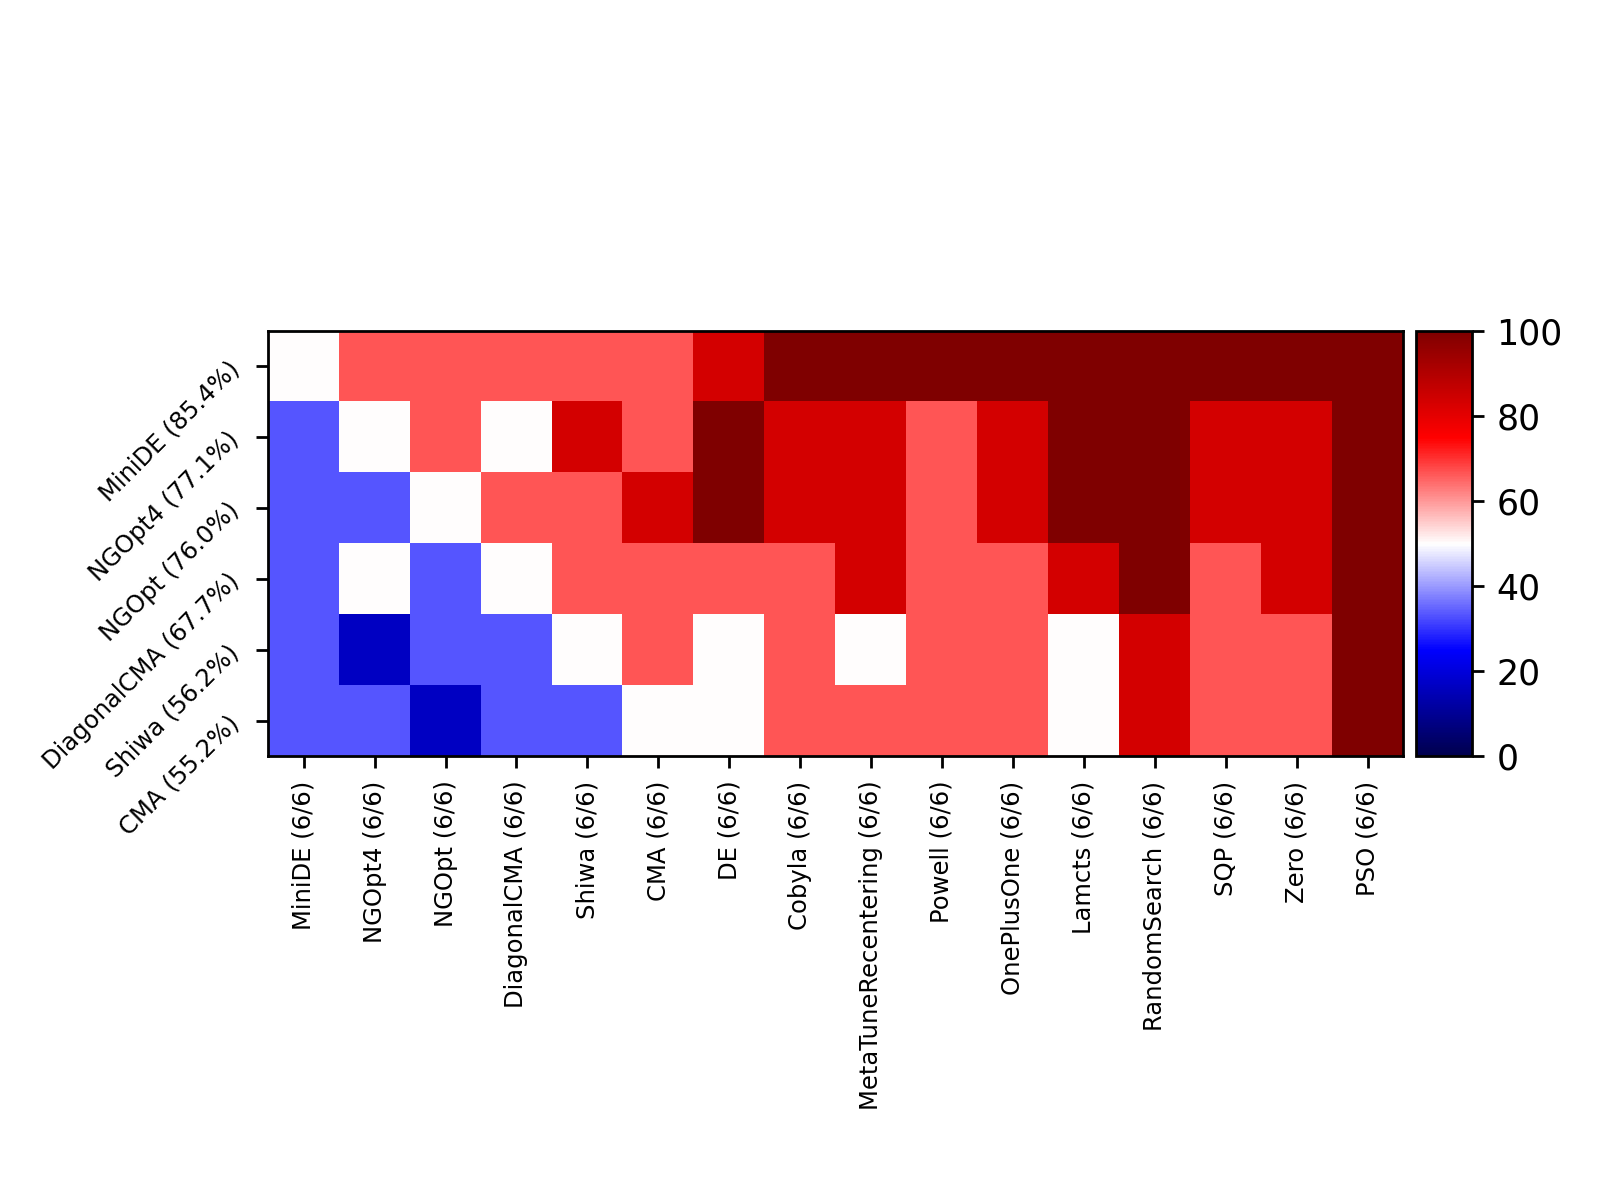 MiniDE (85.4%)
NGOpt4 (77.1%)
NGOpt (76.0%)
DiagonalCMA (67.7%)
Shiwa (56.2%)
CMA (55.2%)
MiniDE (6/6)
NGOpt4 (6/6)
NGOpt (6/6)
DiagonalCMA (6/6)
Shiwa (6/6)
CMA (6/6)
DE (6/6)
Cobyla (6/6)
MetaTuneRecentering (6/6)
Powell (6/6)
OnePlusOne (6/6)
Lamcts (6/6)
RandomSearch (6/6)
SQP (6/6)
Zero (6/6)
PSO (6/6)
100
80
60
40
20
0